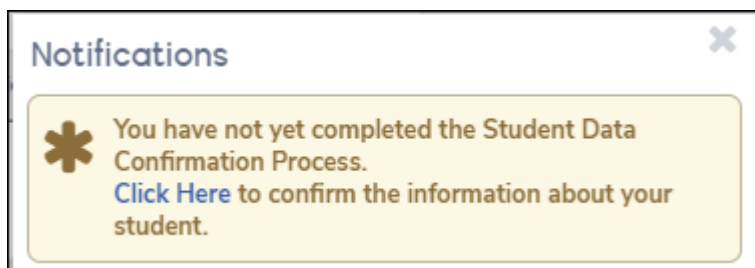 Notifications
You have not yet completed the Student Data
Confirmation Process.
Click Here to confirm the information about your
student.